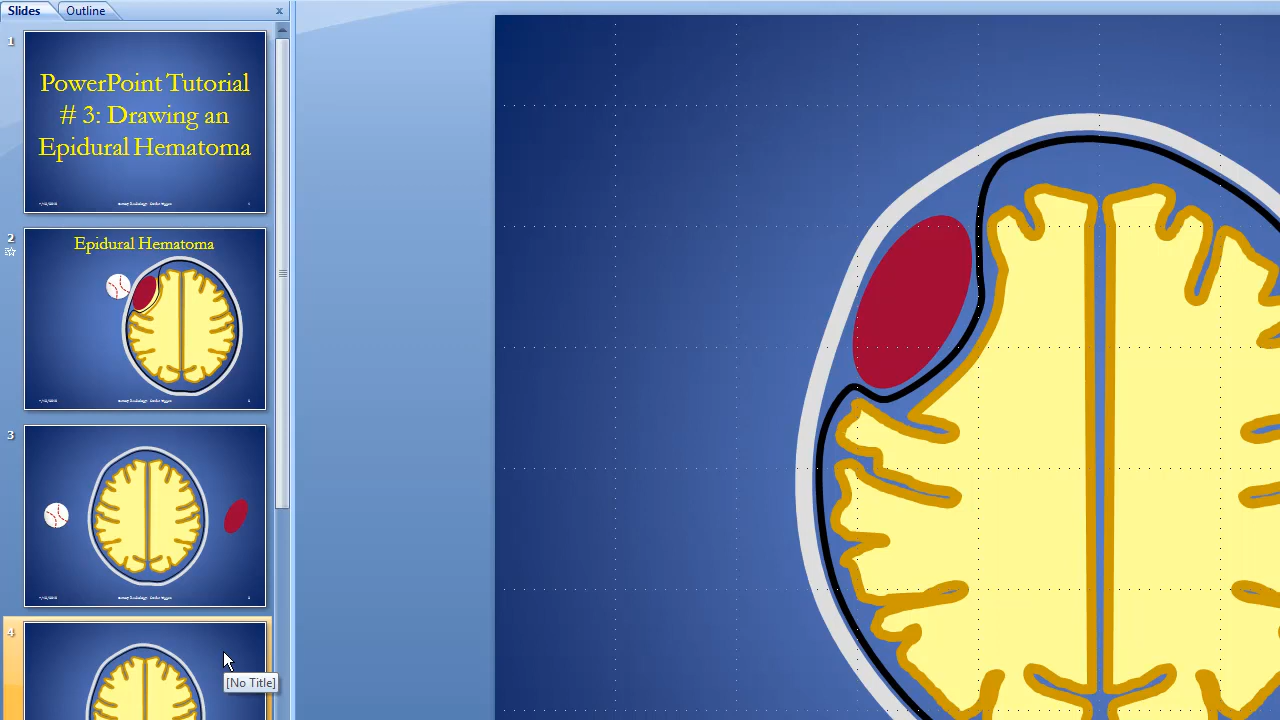 Slides
Outline
x
1
PowerPoint Tutorial
# 3: Drawing an
Epidural Hematoma
2
Epidural Hematoma
3
4
[No Title]